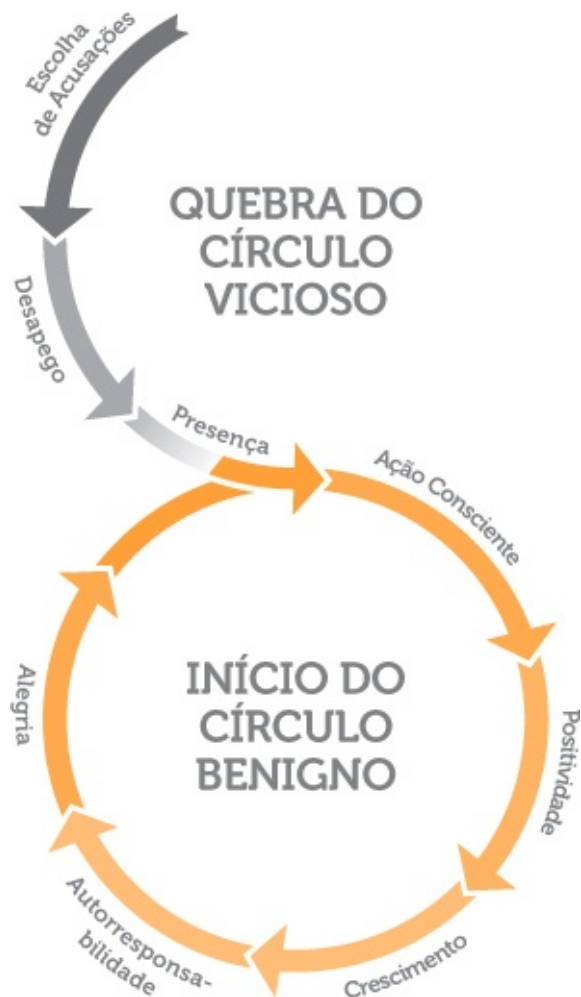 Escolha
de Acusações
QUEBRA DO
CÍRCULO
VICIOSO
Desapego
Presença
Ação Consciente
INÍCIO DO
CÍRCULO
BENIGNO
Positividade
Crescimento
Autorresponsa-
bilidade
Alegria